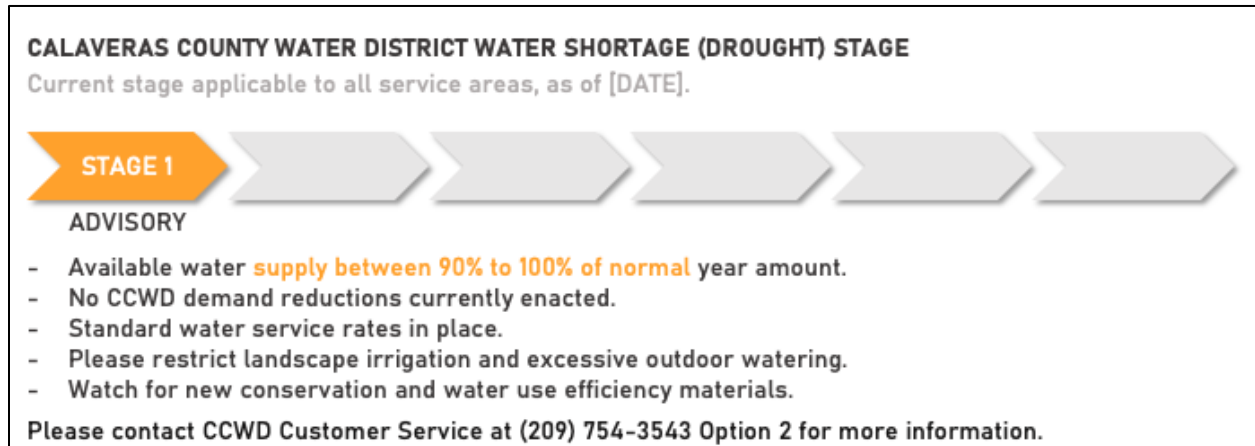 CALAVERAS COUNTY WATER DISTRICT WATER SHORTAGE (DROUGHT) STAGE
Current stage applicable to all service areas, as of [DATE].
STAGE 1
ADVISORY
- Available water supply between 90% to 100% of normal year amount.
- No CCWD demand reductions currently enacted.
- Standard water service rates in place.
- Please restrict landscape irrigation and excessive outdoor watering.
- Watch for new conservation and water use efficiency materials.
Please contact CCWD Customer Service at (209) 754-3543 Option 2 for more information.